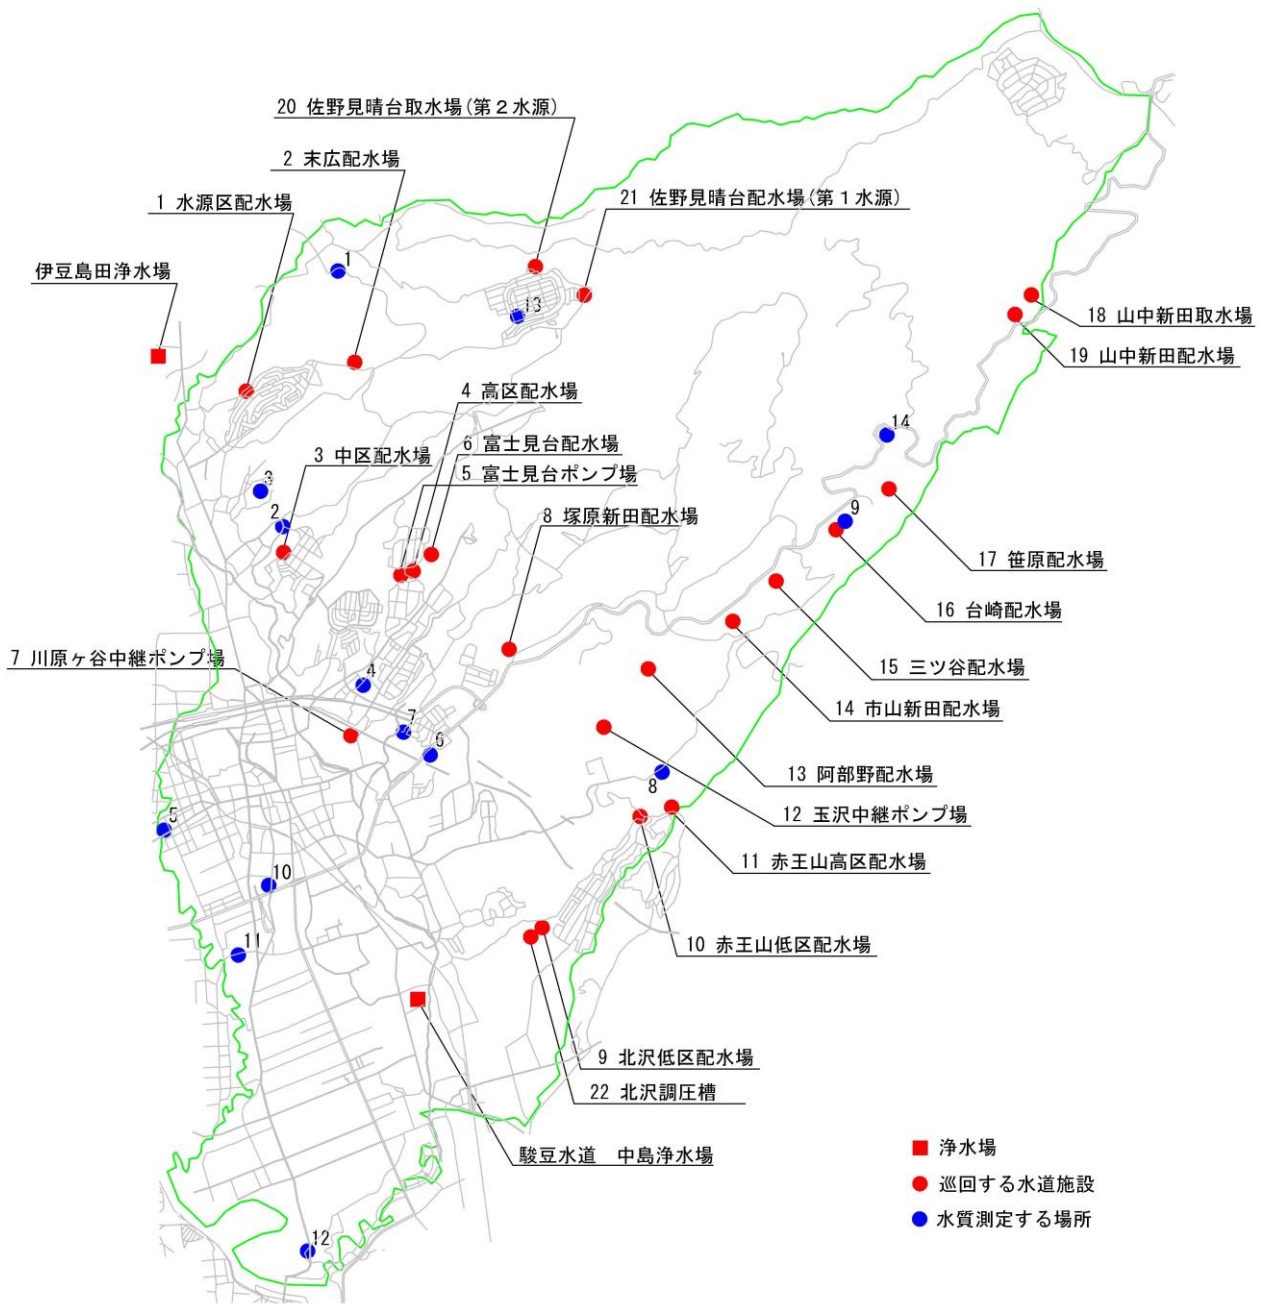 20 佐野見晴台取水場(第2水源)
2 末広配水場
21 佐野見晴台配水場(第1水源)
1 水源区配水場
伊豆島田浄水場
1
13
18 山中新田取水場
19 山中新田配水場
4 高区配水場
6 富士見台配水場
3 中区配水場
5 富士見台ポンプ場
14
3
2
8 塚原新田配水場
9
17 笹原配水場
16 台崎配水場
7 川原ヶ谷中継ポンプ場
4
15 三ツ谷配水場
14 市山新田配水場
7
6
13 阿部野配水場
8
5
12 玉沢中継ポンプ場
11 赤王山高区配水場
10
11
10 赤王山低区配水場
9 北沢低区配水場
22 北沢調圧槽
駿豆水道　中島浄水場
浄水場
巡回する水道施設
水質測定する場所
12